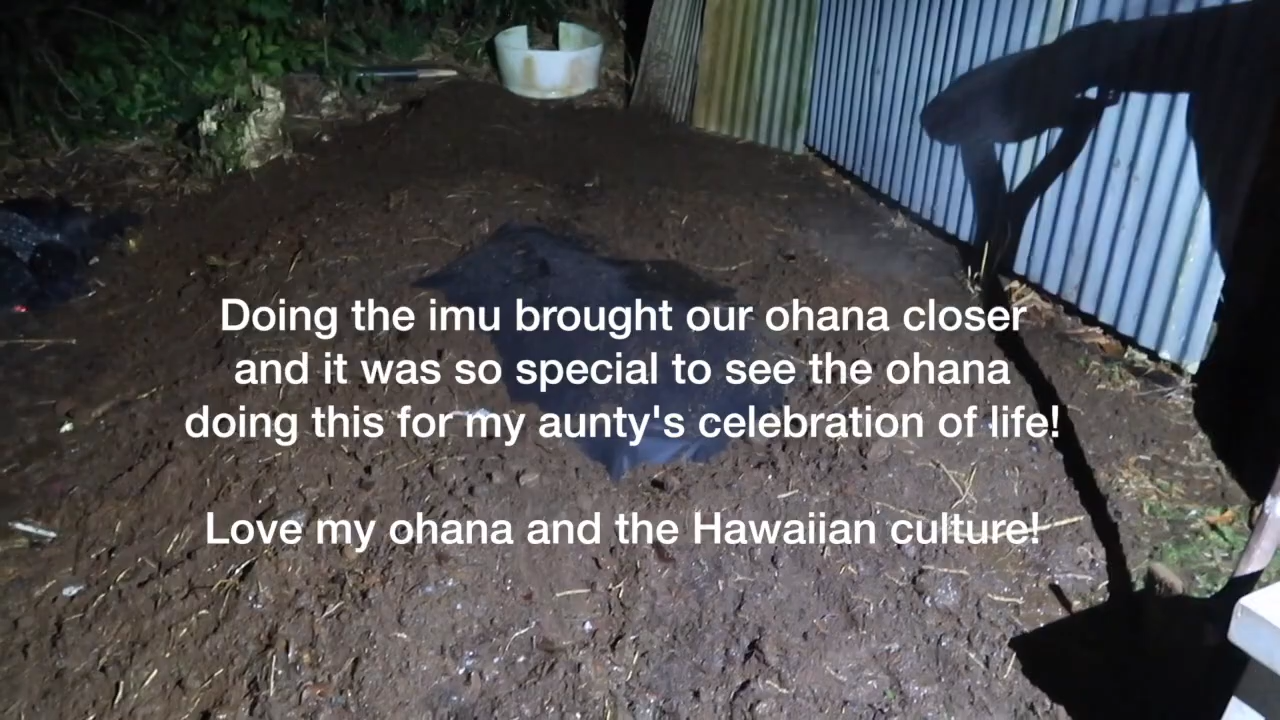 Doing the imu brought our ohana closer
and it was so special to see the ohana
doing this for my aunty's celebration of life!
Love my ohana and the Hawaiian culture!